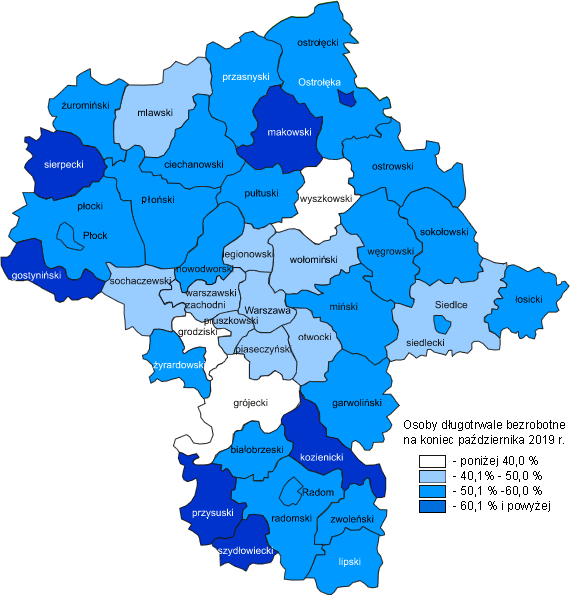 ostrołęcki
przasnyski
Ostrołęka
żuromiński
mławski
makowski
sierpecki
ciechanowski
ostrowski
płocki
płoński
pułtuski
wyszkowski
Płock
sokołowski
węgrowski
legionowski
wołomiński
gostyniński
nowodworski
sochaczewski
warszawski
zachodni
Warszawa
miński
Siedlce
łosicki
pruszkowski
grodziski
otwocki
siedlecki
piaseczyński
żyrardowski
grójecki
garwoliński
białobrzeski
kozienicki
Radom
przysuski
radomski
zwoleński
szydłowiecki
lipski
Osoby długotrwale bezrobotne
na koniec października 2019 r.
- poniżej 40,0 %
- 40,1% - 50,0 %
- 50,1 % -60,0 %
- 60,1 % i powyżej